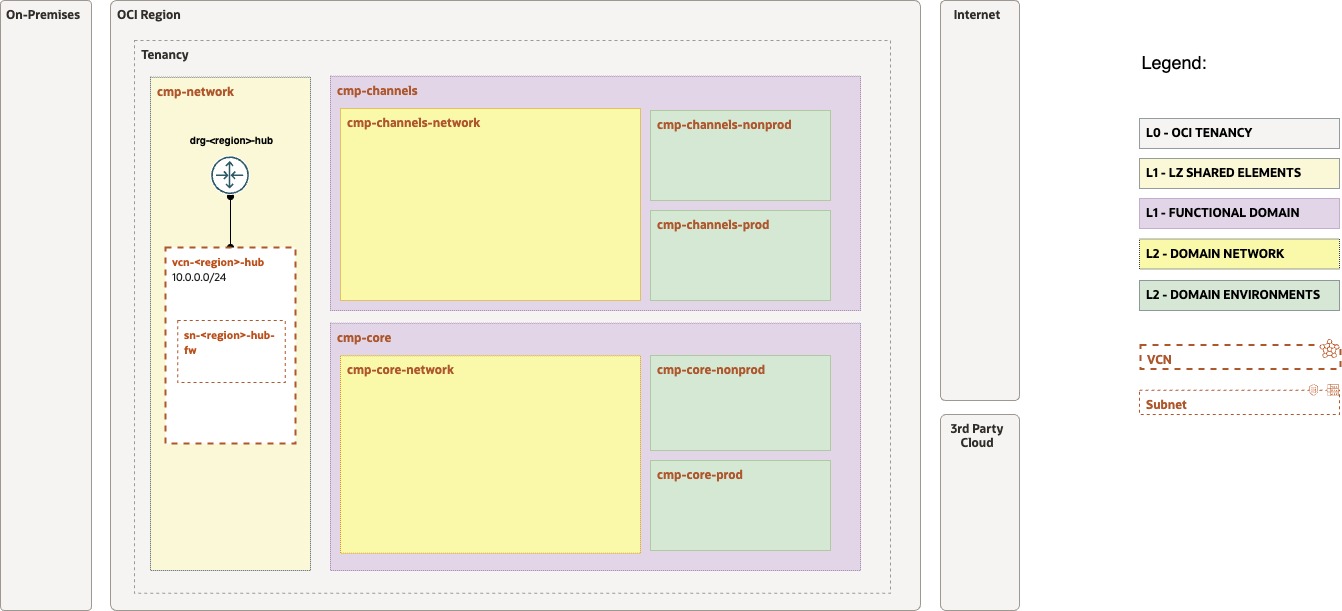 On-Premises
OCI Region
Tenancy
cmp-network
drg-<region>-hub
vcn-<region>-hub
10.0.0.0/24
sn-<region>-hub-
fw
cmp-channels
cmp-channels-network
cmp-channels-nonprod
cmp-channels-prod
cmp-core
cmp-core-network
cmp-core-nonprod
cmp-core-prod
Internet
3rd Party
Cloud
Legend:
L0 - OCI TENANCY
L1 - LZ SHARED ELEMENTS
L1 - FUNCTIONAL DOMAIN
L2 - DOMAIN NETWORK
L2 - DOMAIN ENVIRONMENTS
VCN
Subnet